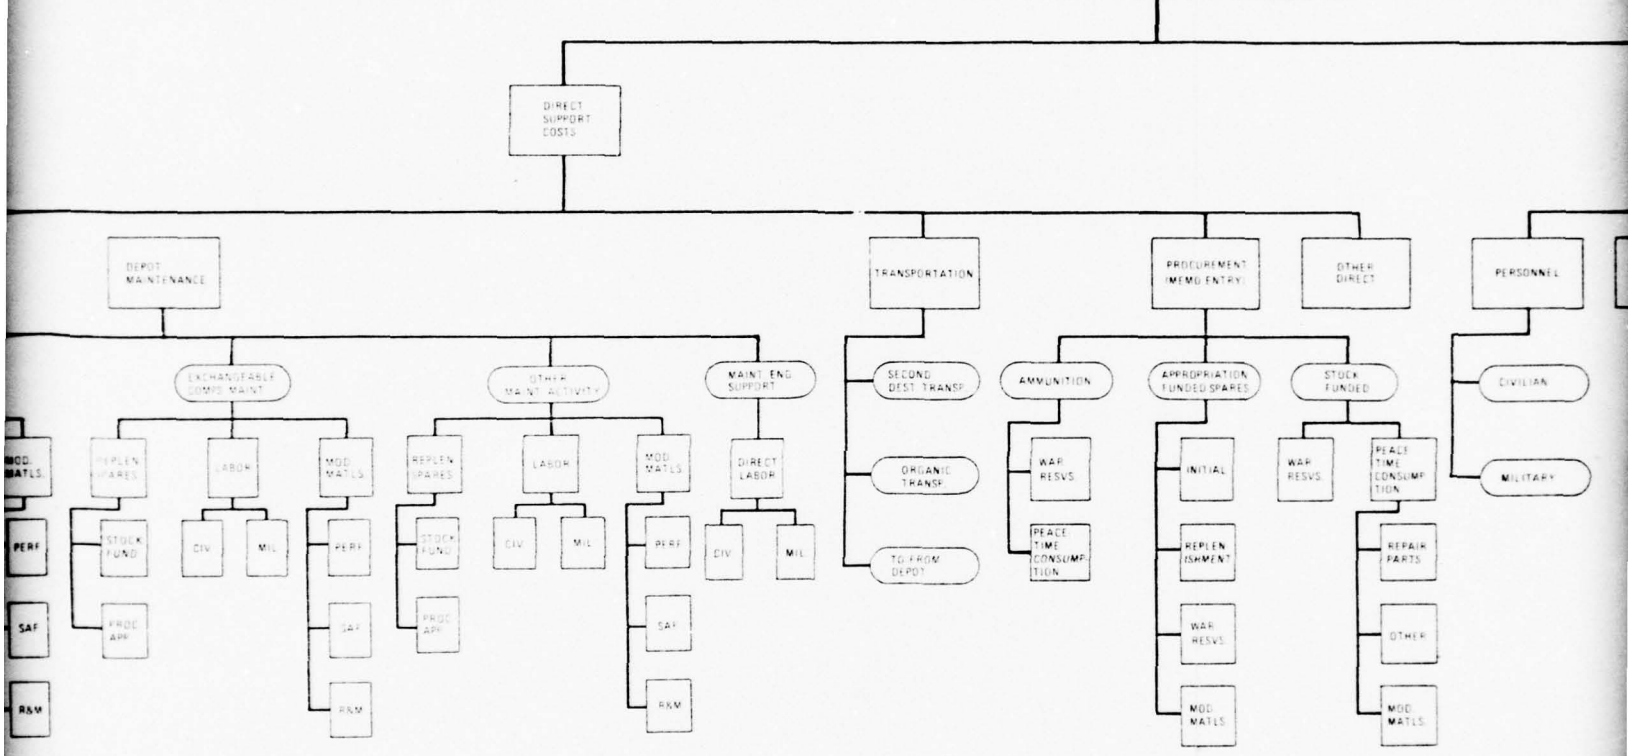 DIRECT
SUPPORT
COSTS
DEPOT
MAINTENANCE
TRANSPORTATION
PROCUREMENT
(MEMO ENTRY)
OTHER
DIRECT
PERSONNEL
EXCHANGEABLE
COMPS MAINT
OTHER
MAINT ACTIVITY
MAINT ENG
SUPPORT
SECOND
DEST TRANSP.
AMMUNITION
APPROPRIATION
FUNDED SPARES
STOCK
FUNDED
CIVILIAN
MOD.
MATLS.
REPLEN
SPARES
LABOR
MOD.
MATLS
REPLEN
SPARES
LABOR
MOD.
MATLS
DIRECT
LABOR
ORGANIC
TRANSP.
WAR
RESVS
INITIAL
WAR
RESVS.
PEACE
TIME
CONSUMP
TION
MILITARY
PERF
STOCK
FUND
CIV
MIL
PERF
STOCK
FUND
CIV
MIL
PERF
CIV
MIL
TO FROM
DEPOT
PEACE
TIME
CONSUMP-
TION
REPLEN
ISHMENT
REPAIR
PARTS
SAF
PROC
APP
SAF
PROC
APP
SAF
WAR
RESVS.
OTHER
R&M
R&M
R&M
MOD.
MATLS
MOD.
MATLS